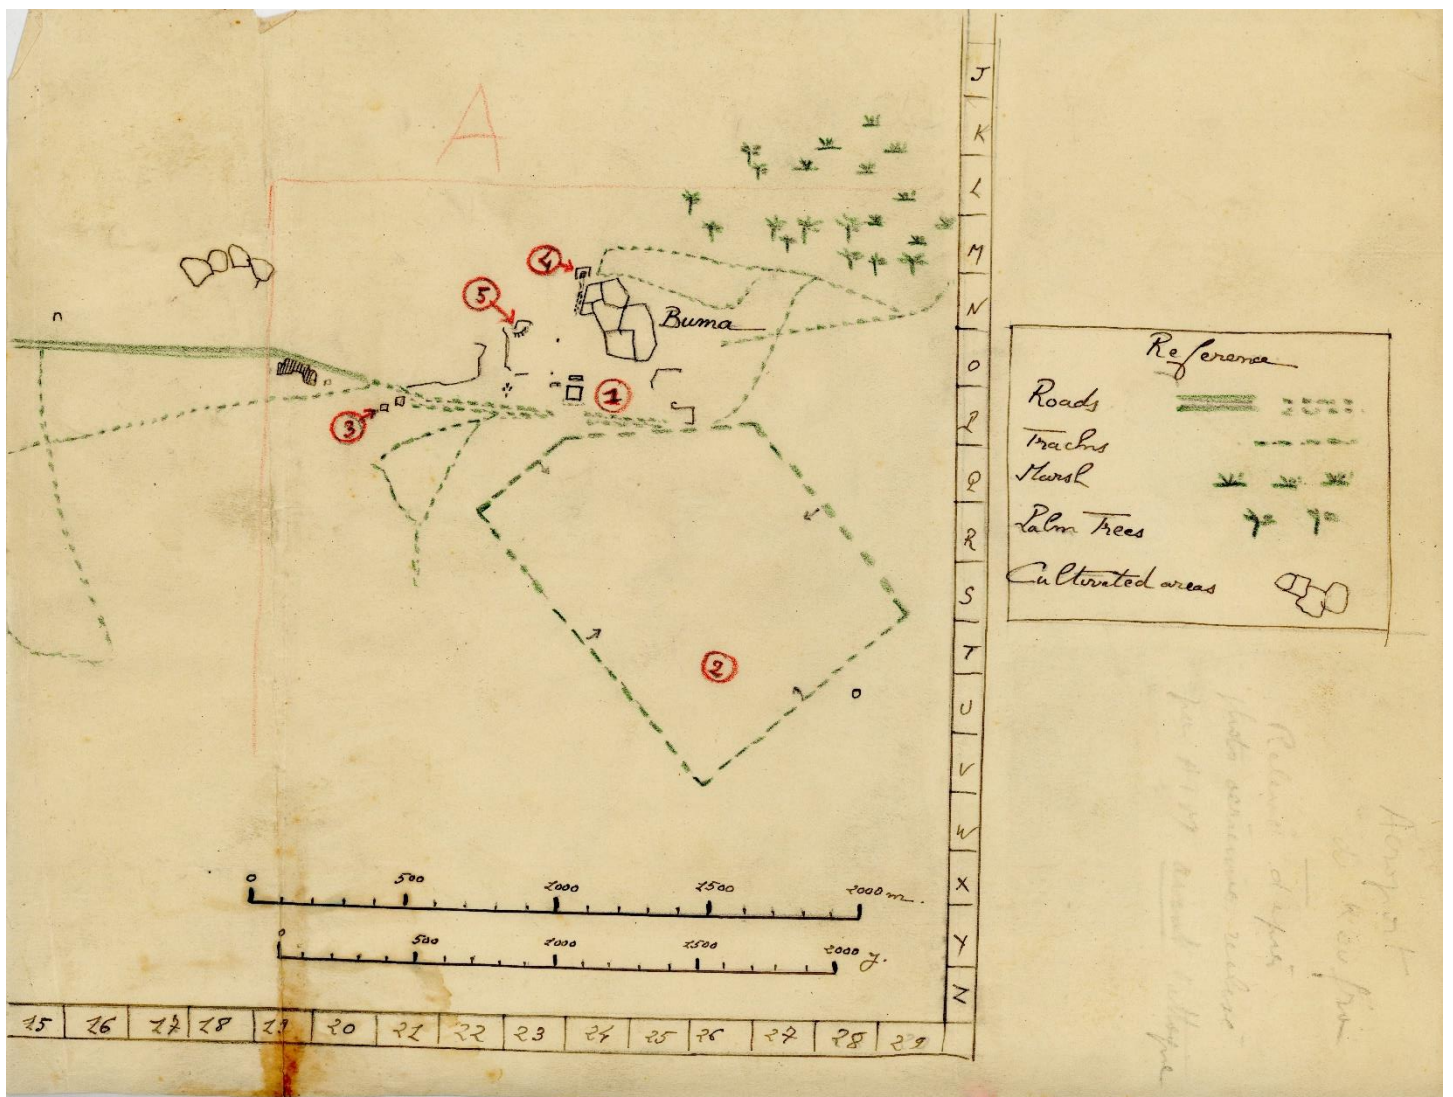 A
J
K
L
M
N
O
P
Q
R
S
T
U
V
W
X
Y
Z
4
5
Buma
1
3
2
Reference
Roads
Tracks
Marsh
Palm Trees
Cultivated areas
0 500 1000 1500 2000 m.
0 500 1000 1500 2000 y.
15 16 17 18 19 20 21 22 23 24 25 26 27 28 29